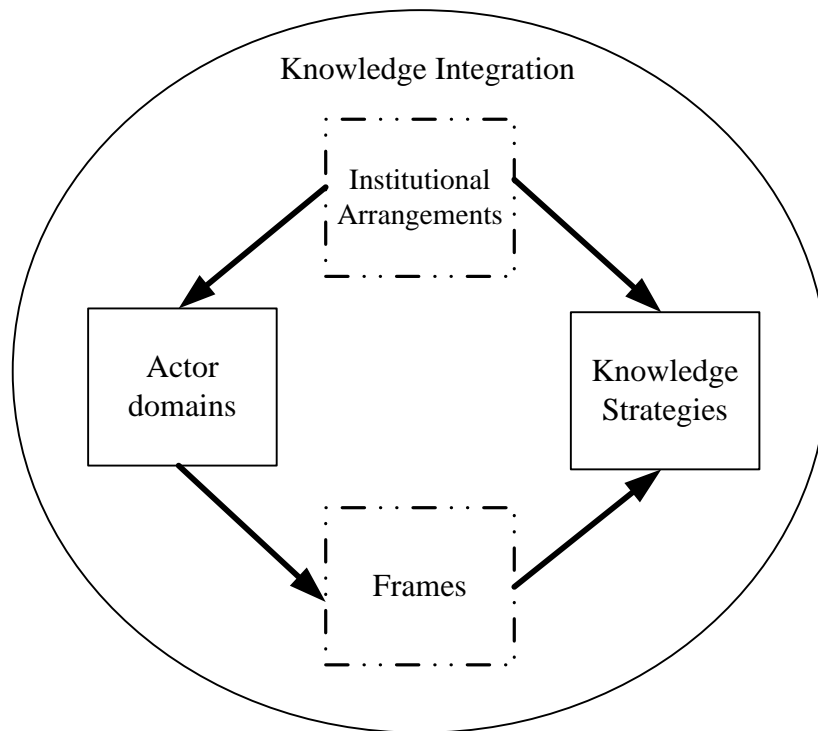 Knowledge Integration
Institutional
Arrangements
Actor
domains
Knowledge
Strategies
Frames